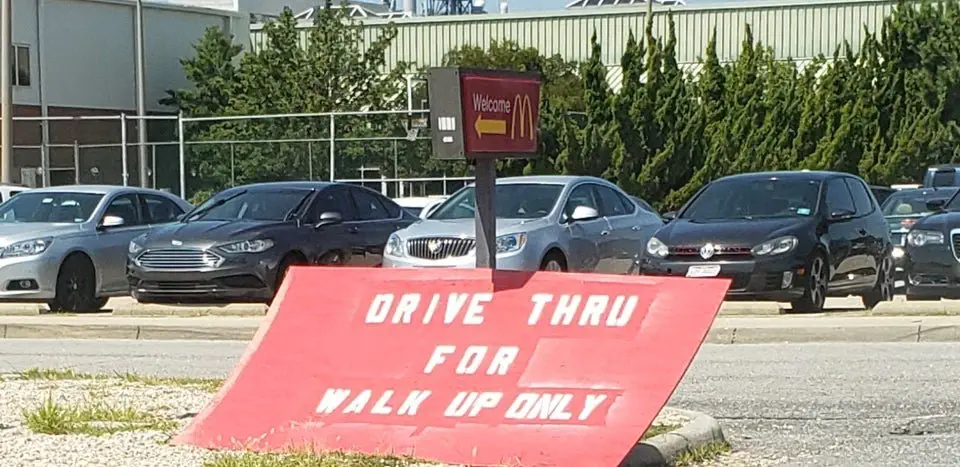 Welcome
DRIVE THRU
FOR
WALK UP ONLY